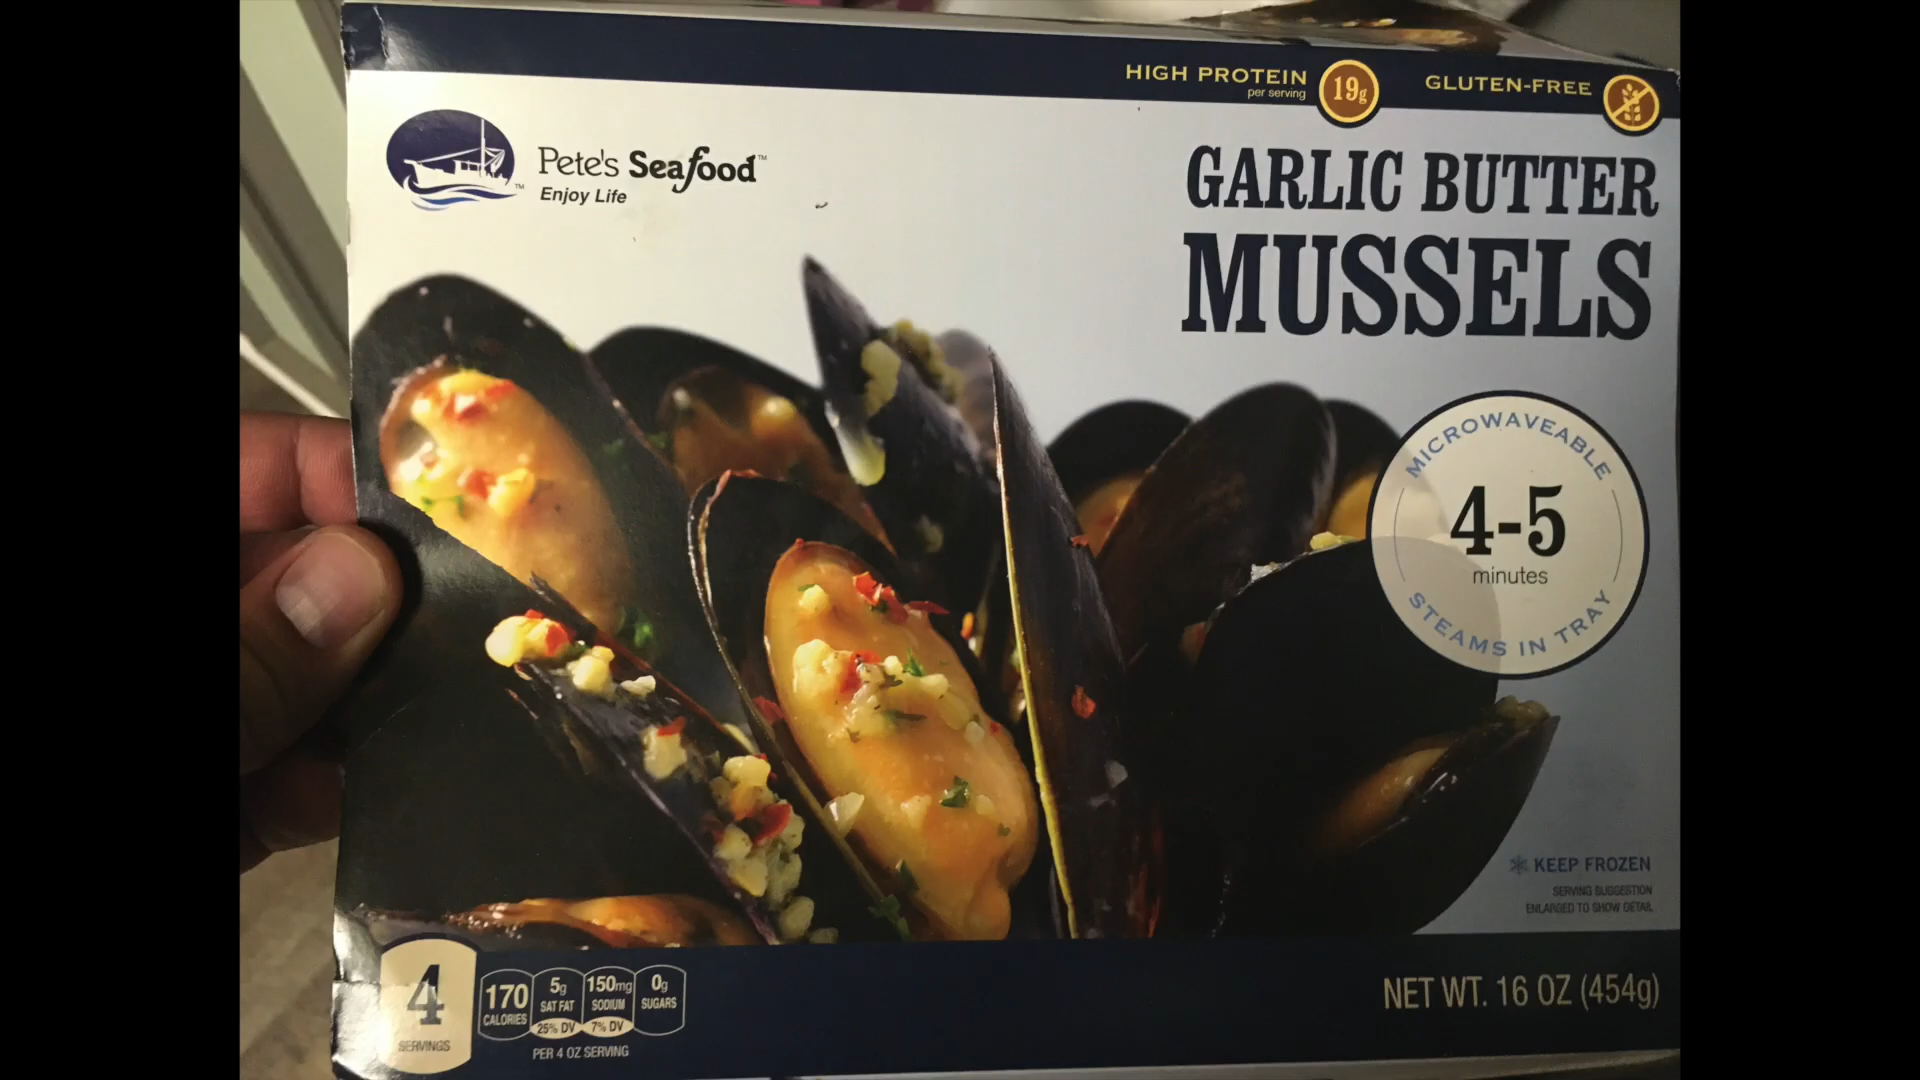 HIGH PROTEIN
per serving
19g
GLUTEN-FREE
Pete's Seafood™
Enjoy Life
™
GARLIC BUTTER
MUSSELS
MICROWAVEABLE
4-5
minutes
STEAMS IN TRAY
KEEP FROZEN
SERVING SUGGESTION
ENLARGED TO SHOW DETAIL
4
SERVINGS
170
CALORIES
5g
SAT FAT
25% DV
150mg
SODIUM
7% DV
0g
SUGARS
PER 4 OZ SERVING
NET WT. 16 OZ (454g)